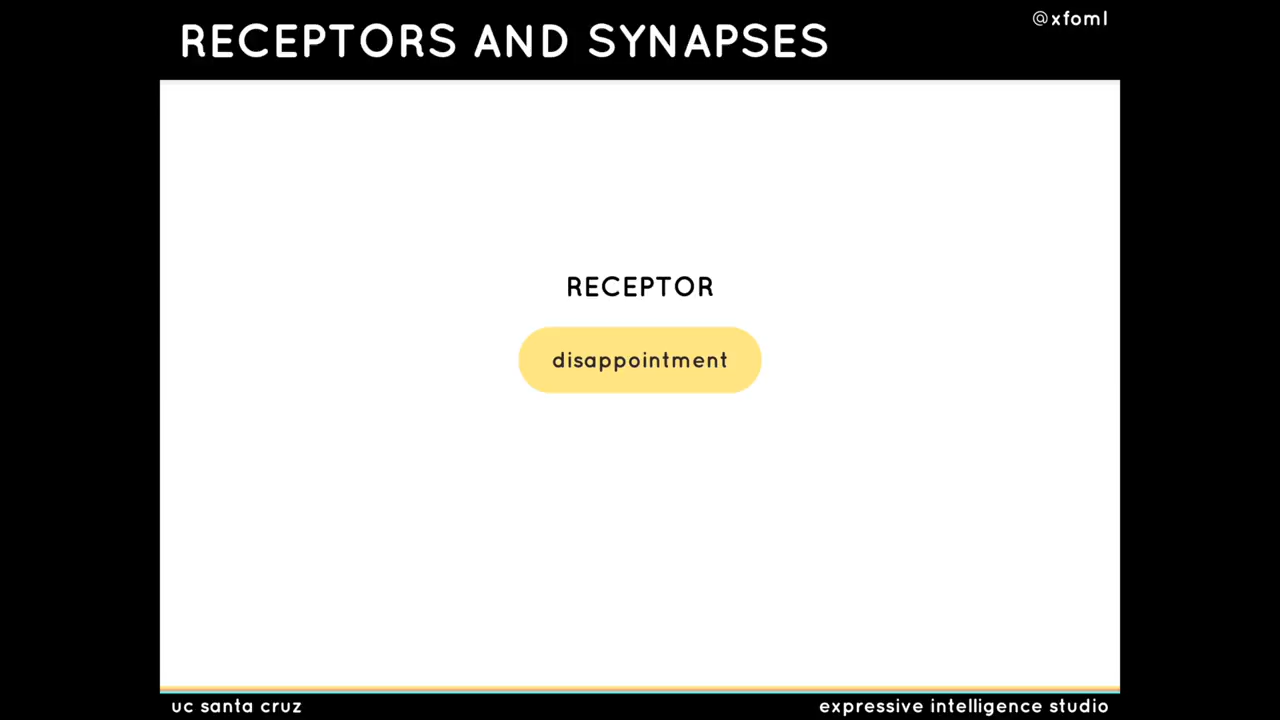 RECEPTORS AND SYNAPSES
@xfoml
RECEPTOR
disappointment
uc santa cruz
expressive intelligence studio